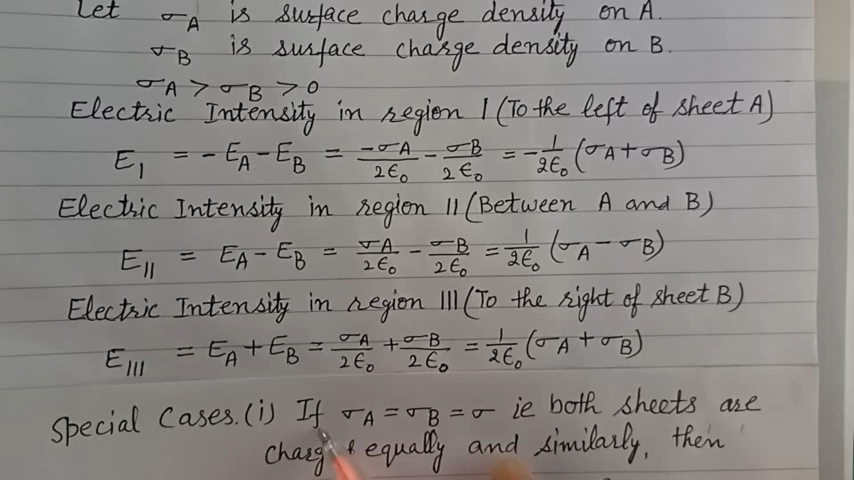 Let σA is surface charge density on A.
σB is surface charge density on B.
σA > σB > 0
Electric Intensity in region I (To the left of sheet A)
EI = -EA - EB = -σA/2ϵ0 - σB/2ϵ0 = -1/2ϵ0 (σA + σB)
Electric Intensity in region II (Between A and B)
EII = EA - EB = σA/2ϵ0 - σB/2ϵ0 = 1/2ϵ0 (σA - σB)
Electric Intensity in region III (To the right of sheet B)
EIII = EA + EB = σA/2ϵ0 + σB/2ϵ0 = 1/2ϵ0 (σA + σB)
Special Cases. (i) If σA = σB = σ ie both sheets are
equally and similarly, then